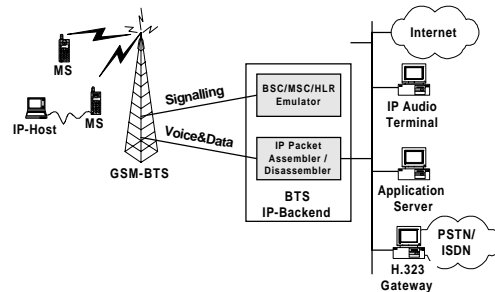 MS
IP-Host
MS
GSM-BTS
Signalling
Voice&Data
BSC/MSC/HLR
Emulator
IP Packet
Assembler /
Disassembler
BTS
IP-Backend
Internet
IP Audio
Terminal
Application
Server
PSTN/
ISDN
H.323
Gateway